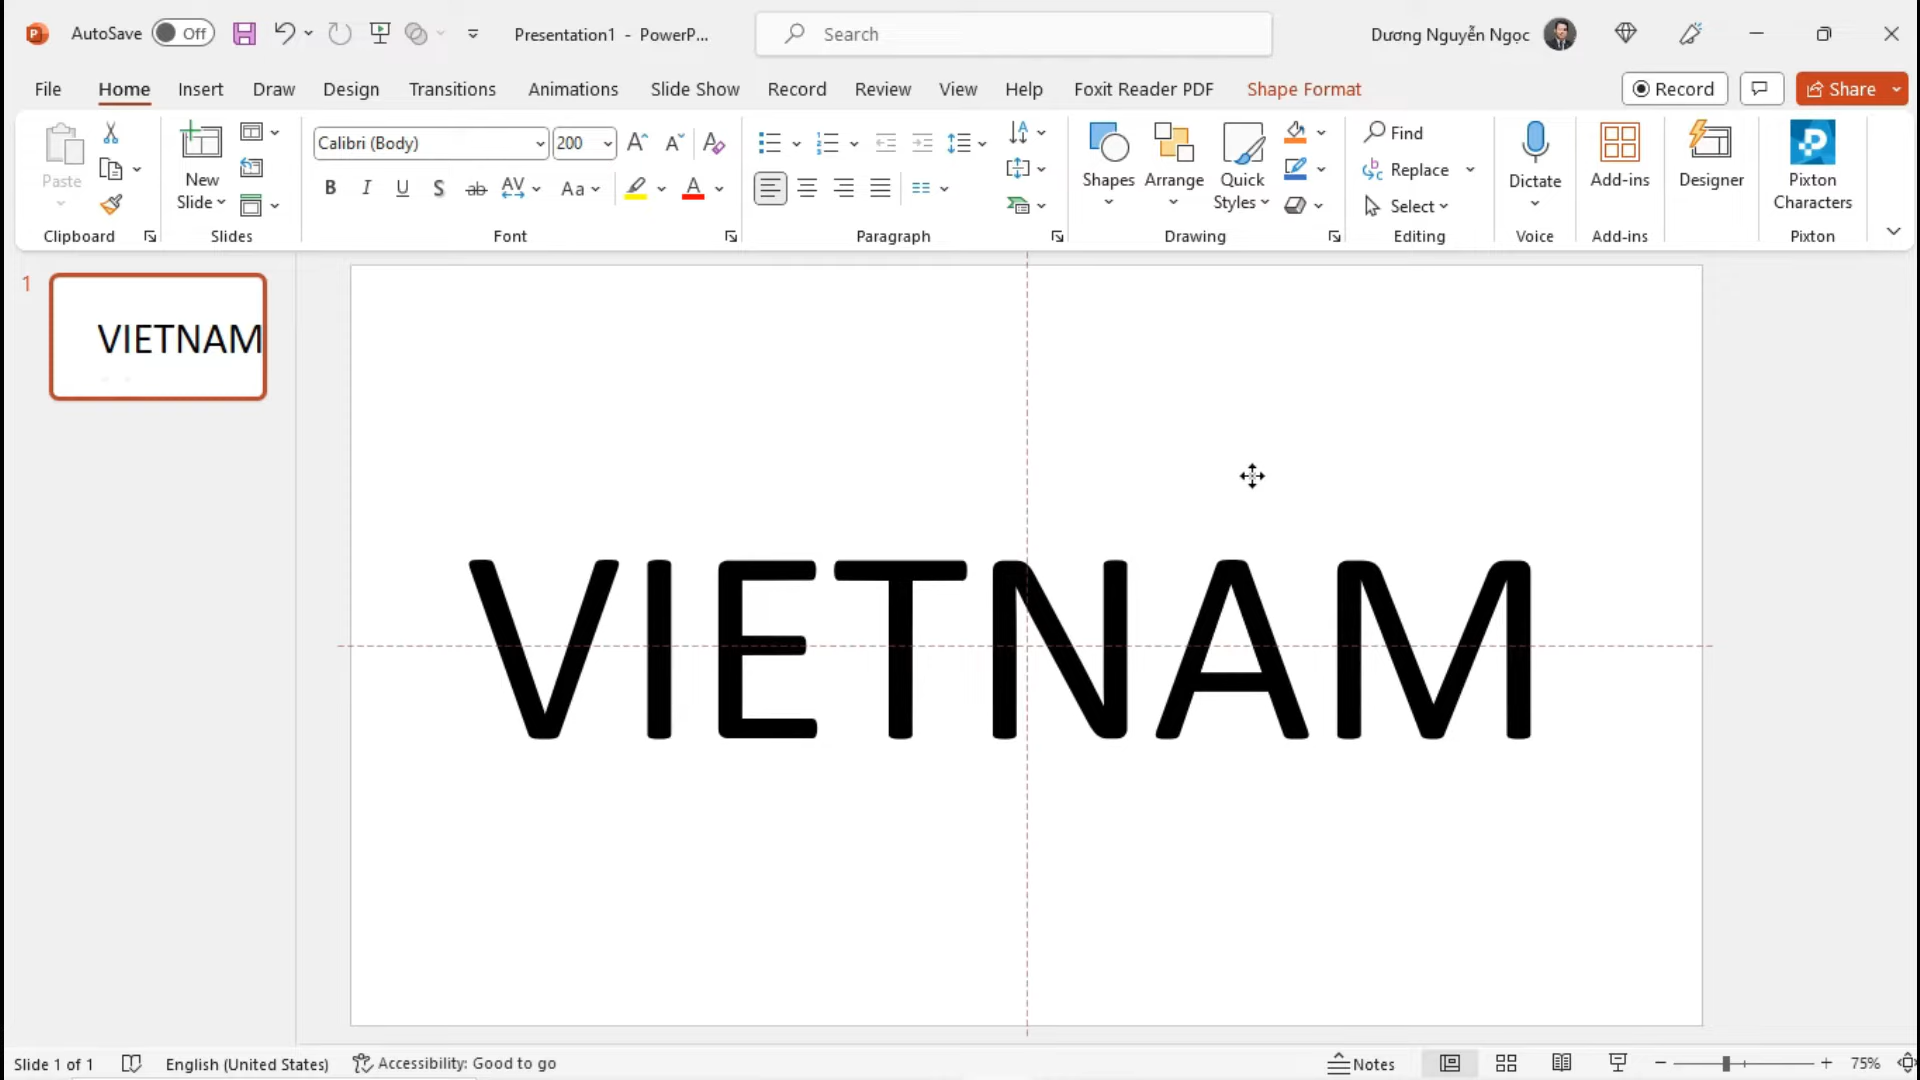 AutoSave Off Presentation1 - PowerP... Search Dương Nguyễn Ngọc
File Home Insert Draw Design Transitions Animations Slide Show Record Review View Help Foxit Reader PDF Shape Format Record Share
Paste
New
Slide
Calibri (Body) 200
B I U S ab AV Aa A
Shapes Arrange Quick
Styles
Find
Replace
Select
Dictate Add-ins Designer Pixton
Characters
Clipboard Slides Font Paragraph Drawing Editing Voice Add-ins Pixton
1
VIETNAM
VIETNAM
Slide 1 of 1 English (United States) Accessibility: Good to go Notes 75%